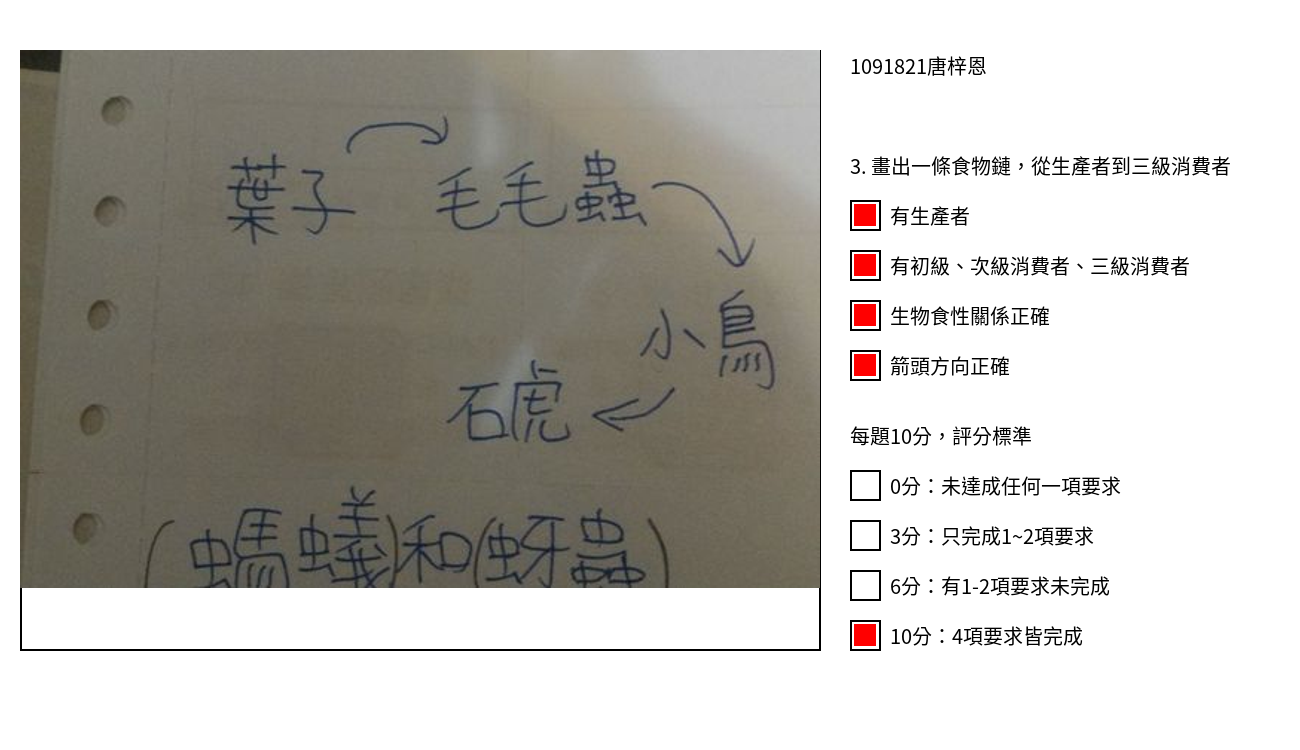 葉子 毛毛蟲
小鳥
石虎
(螞蟻)和(蚜蟲)
1091821唐梓恩
3. 畫出一條食物鏈，從生產者到三級消費者
有生產者
有初級、次級消費者、三級消費者
生物食性關係正確
箭頭方向正確
每題10分，評分標準
0分：未達成任何一項要求
3分：只完成1~2項要求
6分：有1-2項要求未完成
10分：4項要求皆完成